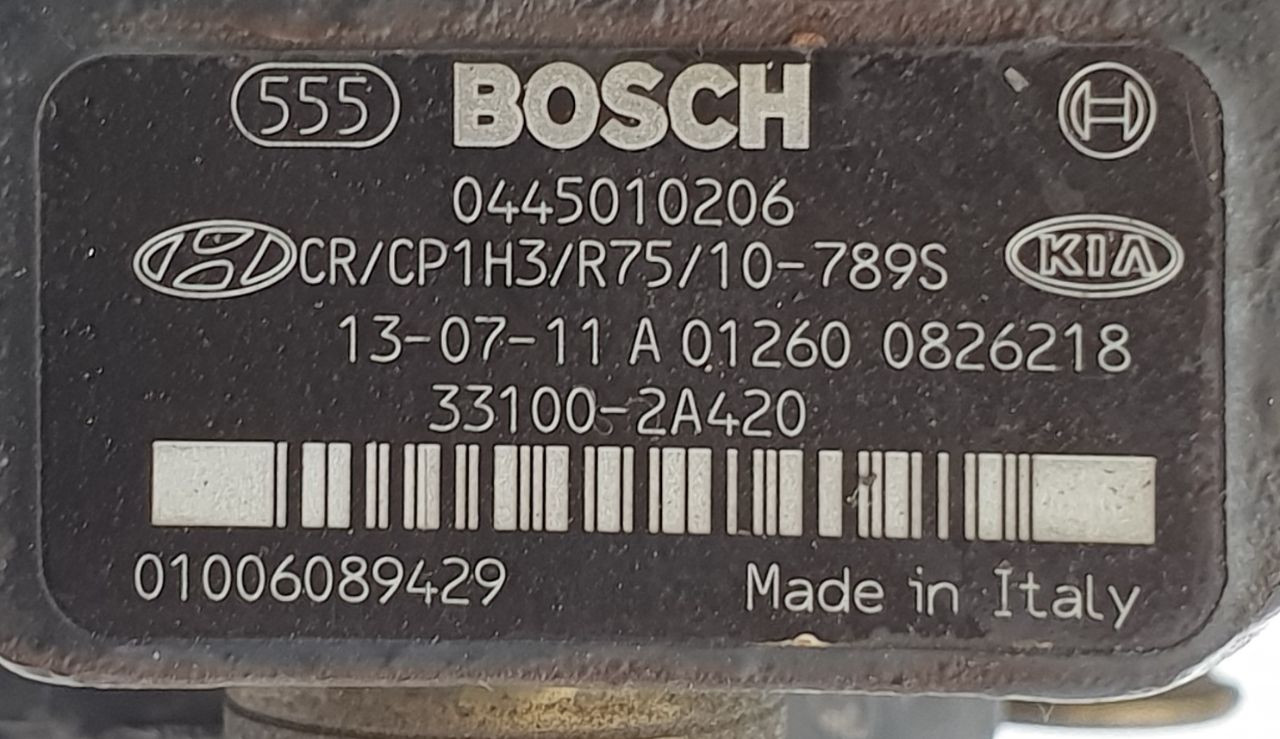 555 BOSCH
0445010206
CR/CP1H3/R75/10-789S KIA
13-07-11 A 01260 0826218
33100-2A420
01006089429 Made in Italy